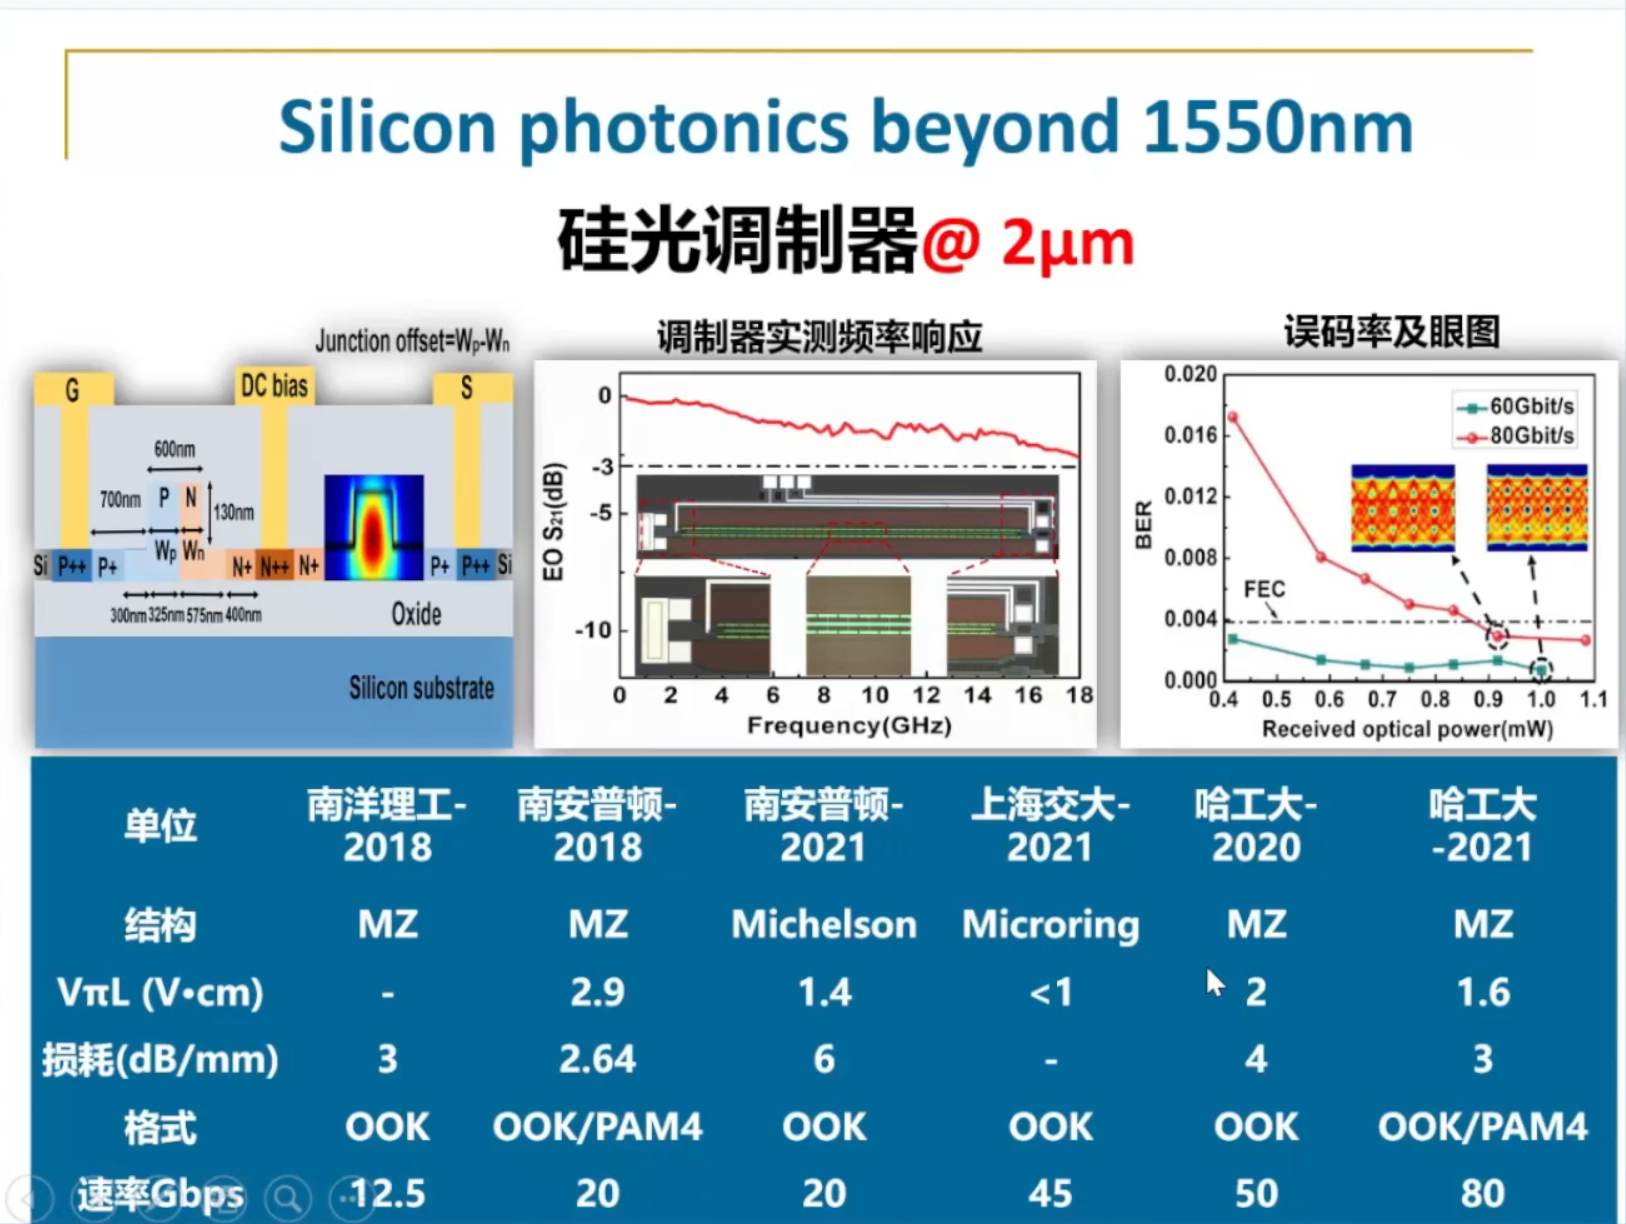 Silicon photonics beyond 1550nm
硅光调制器@ 2μm
Junction offset=Wp-Wn
G
DC bias
S
600nm
700nm
P
N
130nm
Wp
Wn
Si
P++
P+
N+
N++
N+
P+
P++
Si
300nm
325nm
575nm
400nm
Oxide
Silicon substrate
调制器实测频率响应
EO S21(dB)
0
-3
-5
-10
0
2
4
6
8
10
12
14
16
18
Frequency(GHz)
误码率及眼图
BER
0.020
0.016
0.012
0.008
0.004
0.000
60Gbit/s
80Gbit/s
FEC
0.4
0.5
0.6
0.7
0.8
0.9
1.0
1.1
Received optical power(mW)
单位
南洋理工-
2018
南安普顿-
2018
南安普顿-
2021
上海交大-
2021
哈工大-
2020
哈工大
-2021
结构 MZ MZ Michelson Microring MZ MZ
VπL (V•cm) - 2.9 1.4 <1 2 1.6
损耗(dB/mm) 3 2.64 6 - 4 3
格式 OOK OOK/PAM4 OOK OOK OOK OOK/PAM4
速率Gbps 12.5 20 20 45 50 80